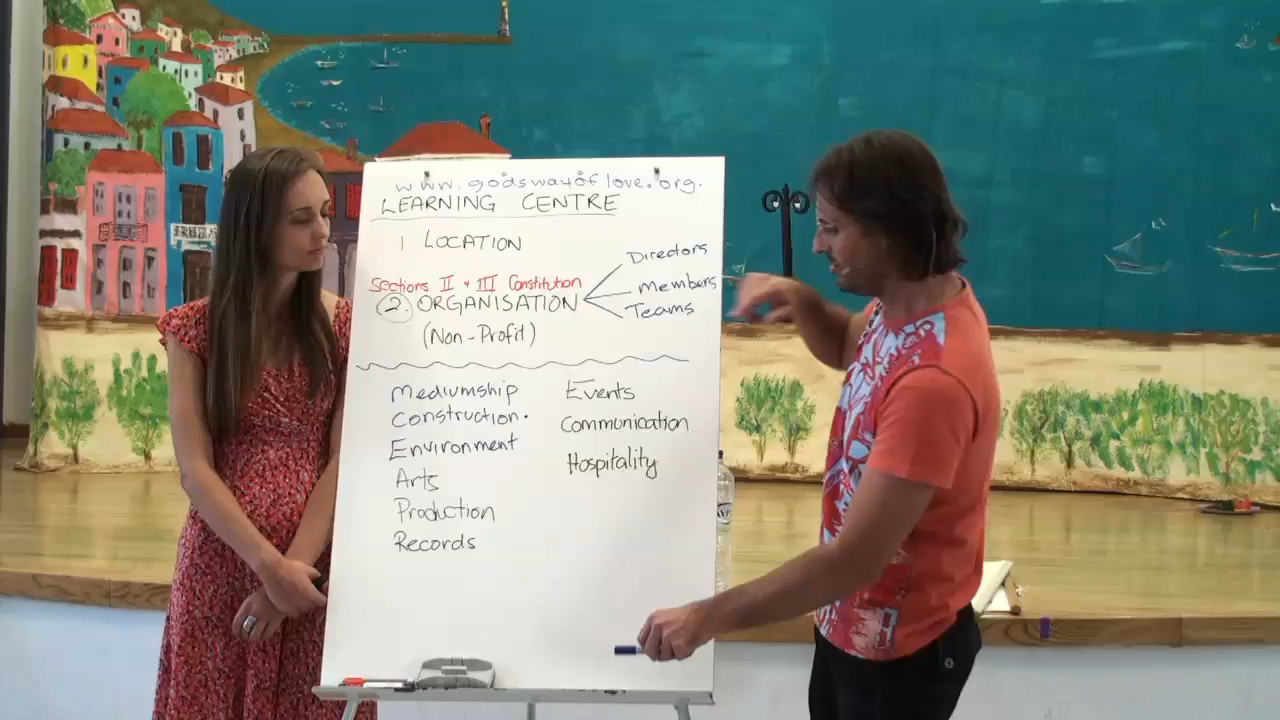 www.godswayoflove.org.
LEARNING CENTRE
1 LOCATION
Sections II + III Constitution
2. ORGANISATION
(Non-Profit)
Directors
Members
Teams
Mediumship
Construction.
Environment
Arts
Production
Records
Events
Communication
Hospitality